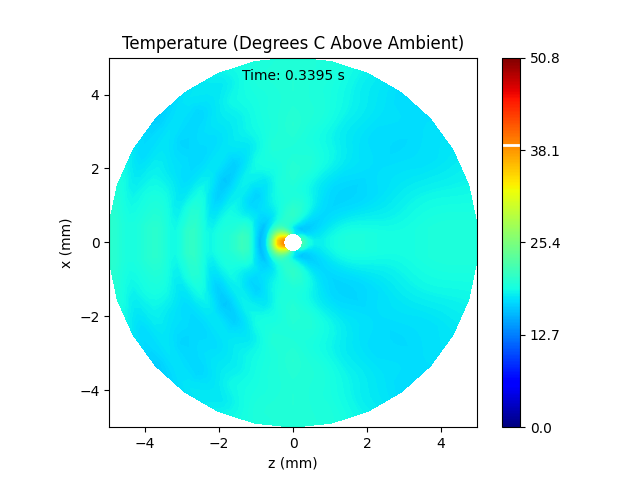 Temperature (Degrees C Above Ambient)
Time: 0.3395 s
50.8
38.1
25.4
12.7
0.0
4
2
0
−2
−4
x (mm)
−4 −2 0 2 4
z (mm)